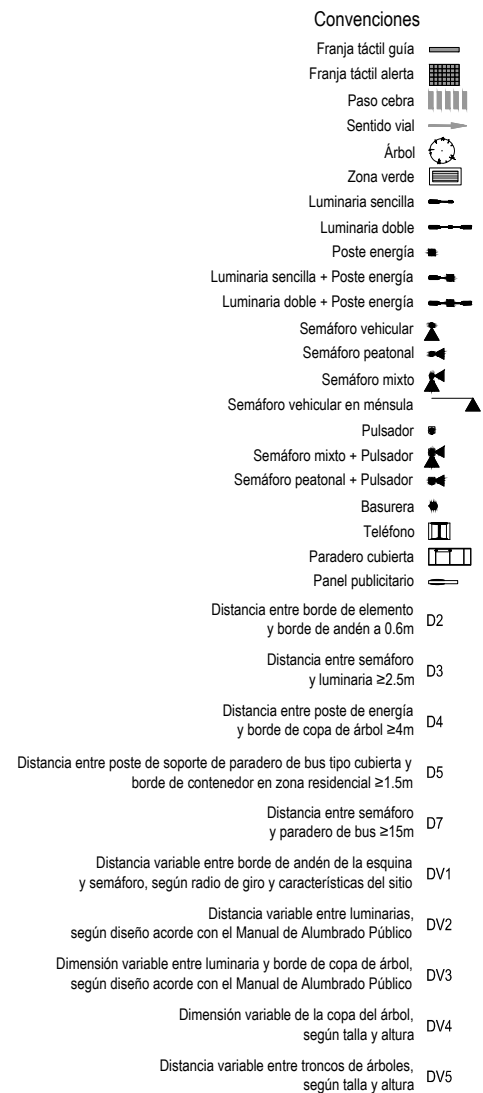 Convenciones
Franja táctil guía
Franja táctil alerta
Paso cebra
Sentido vial
Árbol
Zona verde
Luminaria sencilla
Luminaria doble
Poste energía
Luminaria sencilla + Poste energía
Luminaria doble + Poste energía
Semáforo vehicular
Semáforo peatonal
Semáforo mixto
Semáforo vehicular en ménsula
Pulsador
Semáforo mixto + Pulsador
Semáforo peatonal + Pulsador
Basurera
Teléfono
Paradero cubierta
Panel publicitario
Distancia entre borde de elemento
y borde de andén a 0.6m D2
Distancia entre semáforo
y luminaria ≥2.5m D3
Distancia entre poste de energía
y borde de copa de árbol ≥4m D4
Distancia entre poste de soporte de paradero de bus tipo cubierta y
borde de contenedor en zona residencial ≥1.5m D5
Distancia entre semáforo
y paradero de bus ≥15m D7
Distancia variable entre borde de andén de la esquina
y semáforo, según radio de giro y características del sitio DV1
Distancia variable entre luminarias,
según diseño acorde con el Manual de Alumbrado Público DV2
Dimensión variable entre luminaria y borde de copa de árbol,
según diseño acorde con el Manual de Alumbrado Público DV3
Dimensión variable de la copa del árbol,
según talla y altura DV4
Distancia variable entre troncos de árboles,
según talla y altura DV5